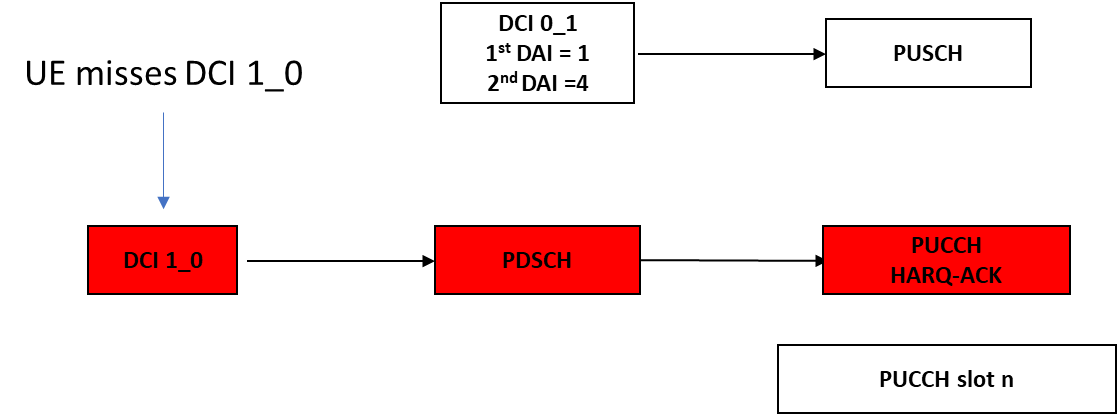 DCI 0_1
1st DAI = 1
2nd DAI =4
PUSCH
UE misses DCI 1_0
DCI 1_0
PDSCH
PUCCH
HARQ-ACK
PUCCH slot n